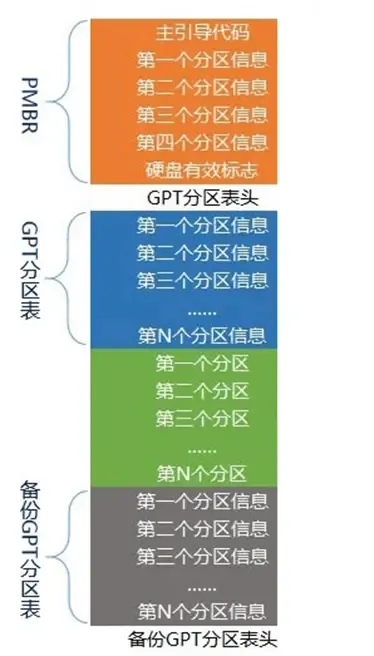 PMBR
主引导代码
第一个分区信息
第二个分区信息
第三个分区信息
第四个分区信息
硬盘有效标志
GPT分区表头
GPT分区表
第一个分区信息
第二个分区信息
第三个分区信息
......
第N个分区信息
第一个分区
第二个分区
第三个分区
......
第N个分区
备份GPT分区表
第一个分区信息
第二个分区信息
第三个分区信息
......
第N个分区信息
备份GPT分区表头